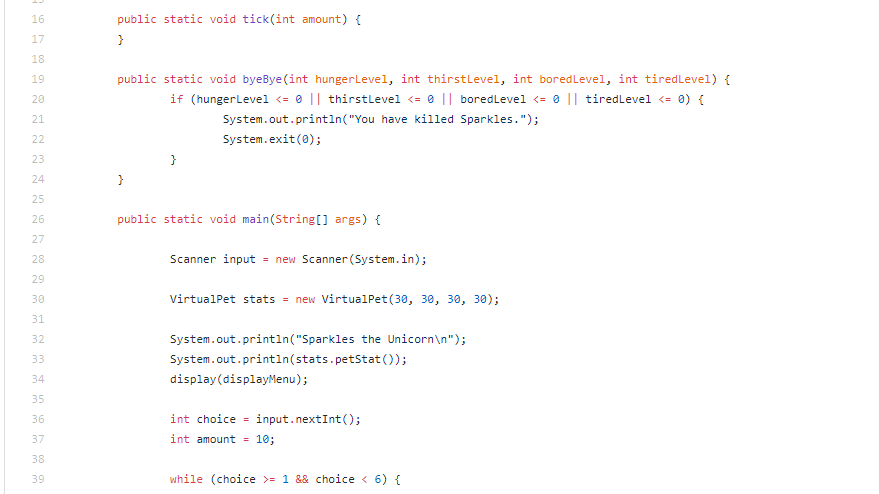 16 public static void tick(int amount) {
17 }
18
19 public static void byeBye(int hungerLevel, int thirstLevel, int boredLevel, int tiredLevel) {
20 if (hungerLevel <= 0 || thirstLevel <= 0 || boredLevel <= 0 || tiredLevel <= 0) {
21 System.out.println("You have killed Sparkles.");
22 System.exit(0);
23 }
24 }
25
26 public static void main(String[] args) {
27
28 Scanner input = new Scanner(System.in);
29
30 VirtualPet stats = new VirtualPet(30, 30, 30, 30);
31
32 System.out.println("Sparkles the Unicorn\n");
33 System.out.println(stats.petStat());
34 display(displayMenu);
35
36 int choice = input.nextInt();
37 int amount = 10;
38
39 while (choice >= 1 && choice < 6) {